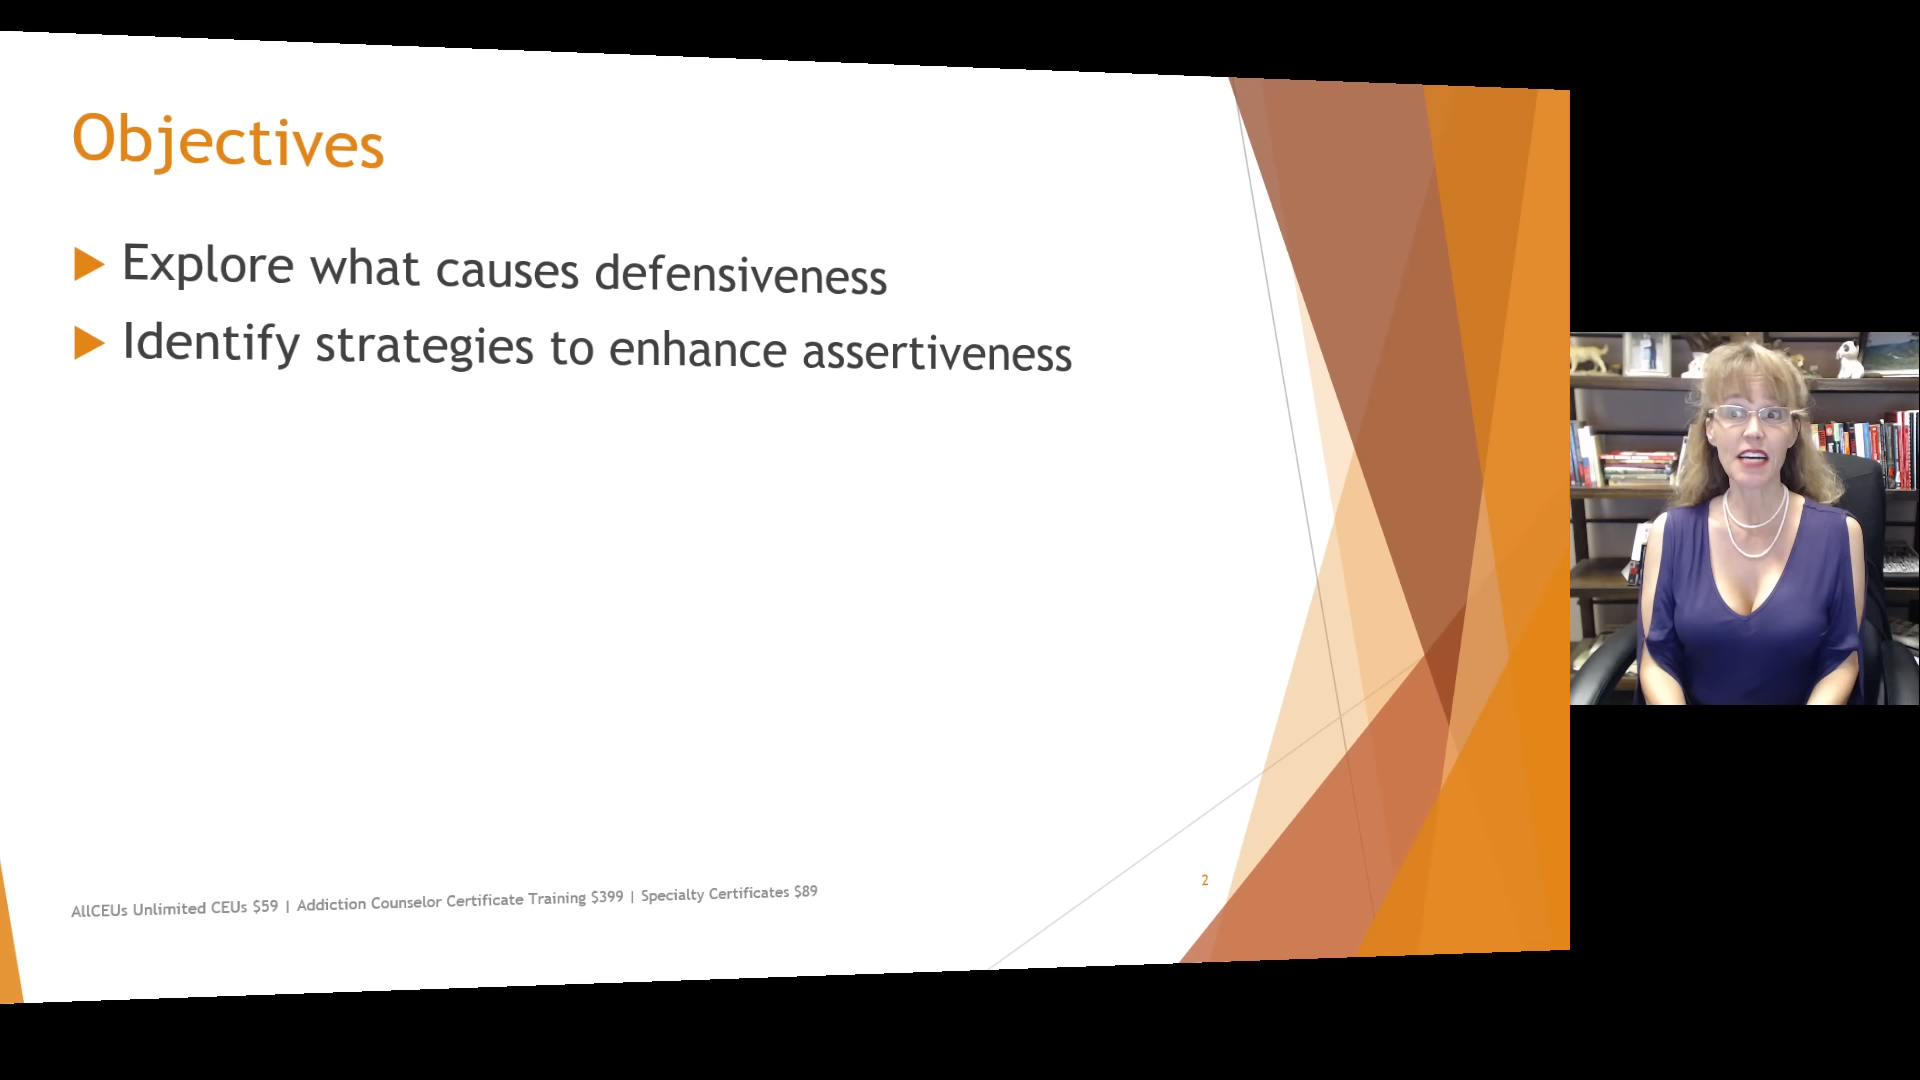 Objectives
Explore what causes defensiveness
Identify strategies to enhance assertiveness
AllCEUs Unlimited CEUs $59 | Addiction Counselor Certificate Training $399 | Specialty Certificates $89
2